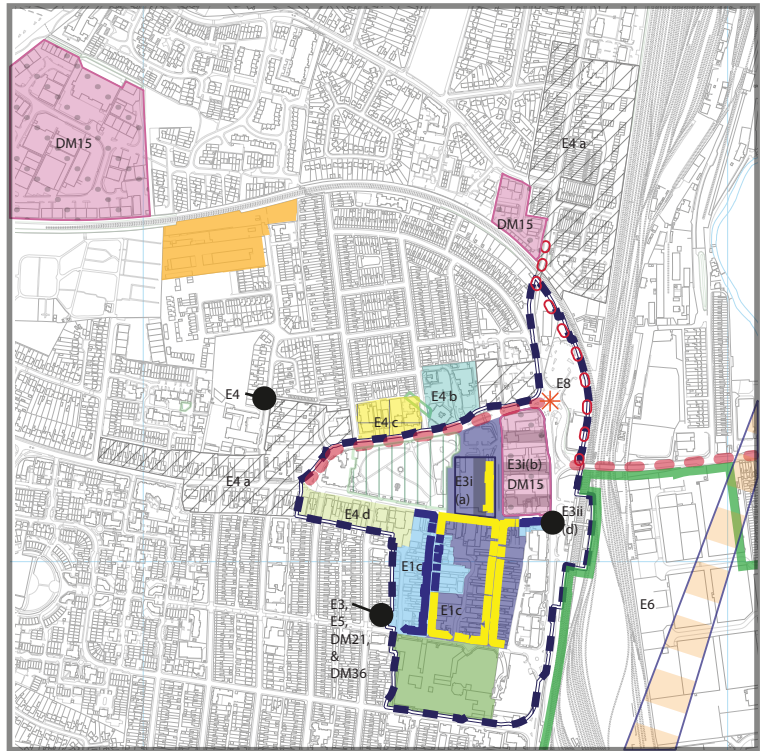 DM15
E4 a
DM15
E4
E8
E4 b
E4 c
E4 a
E3i
(a)
E3i(b)
DM15
E4 d
E3ii
(d)
E1c
E1c
E3,
E5,
DM21,
&
DM36
E6